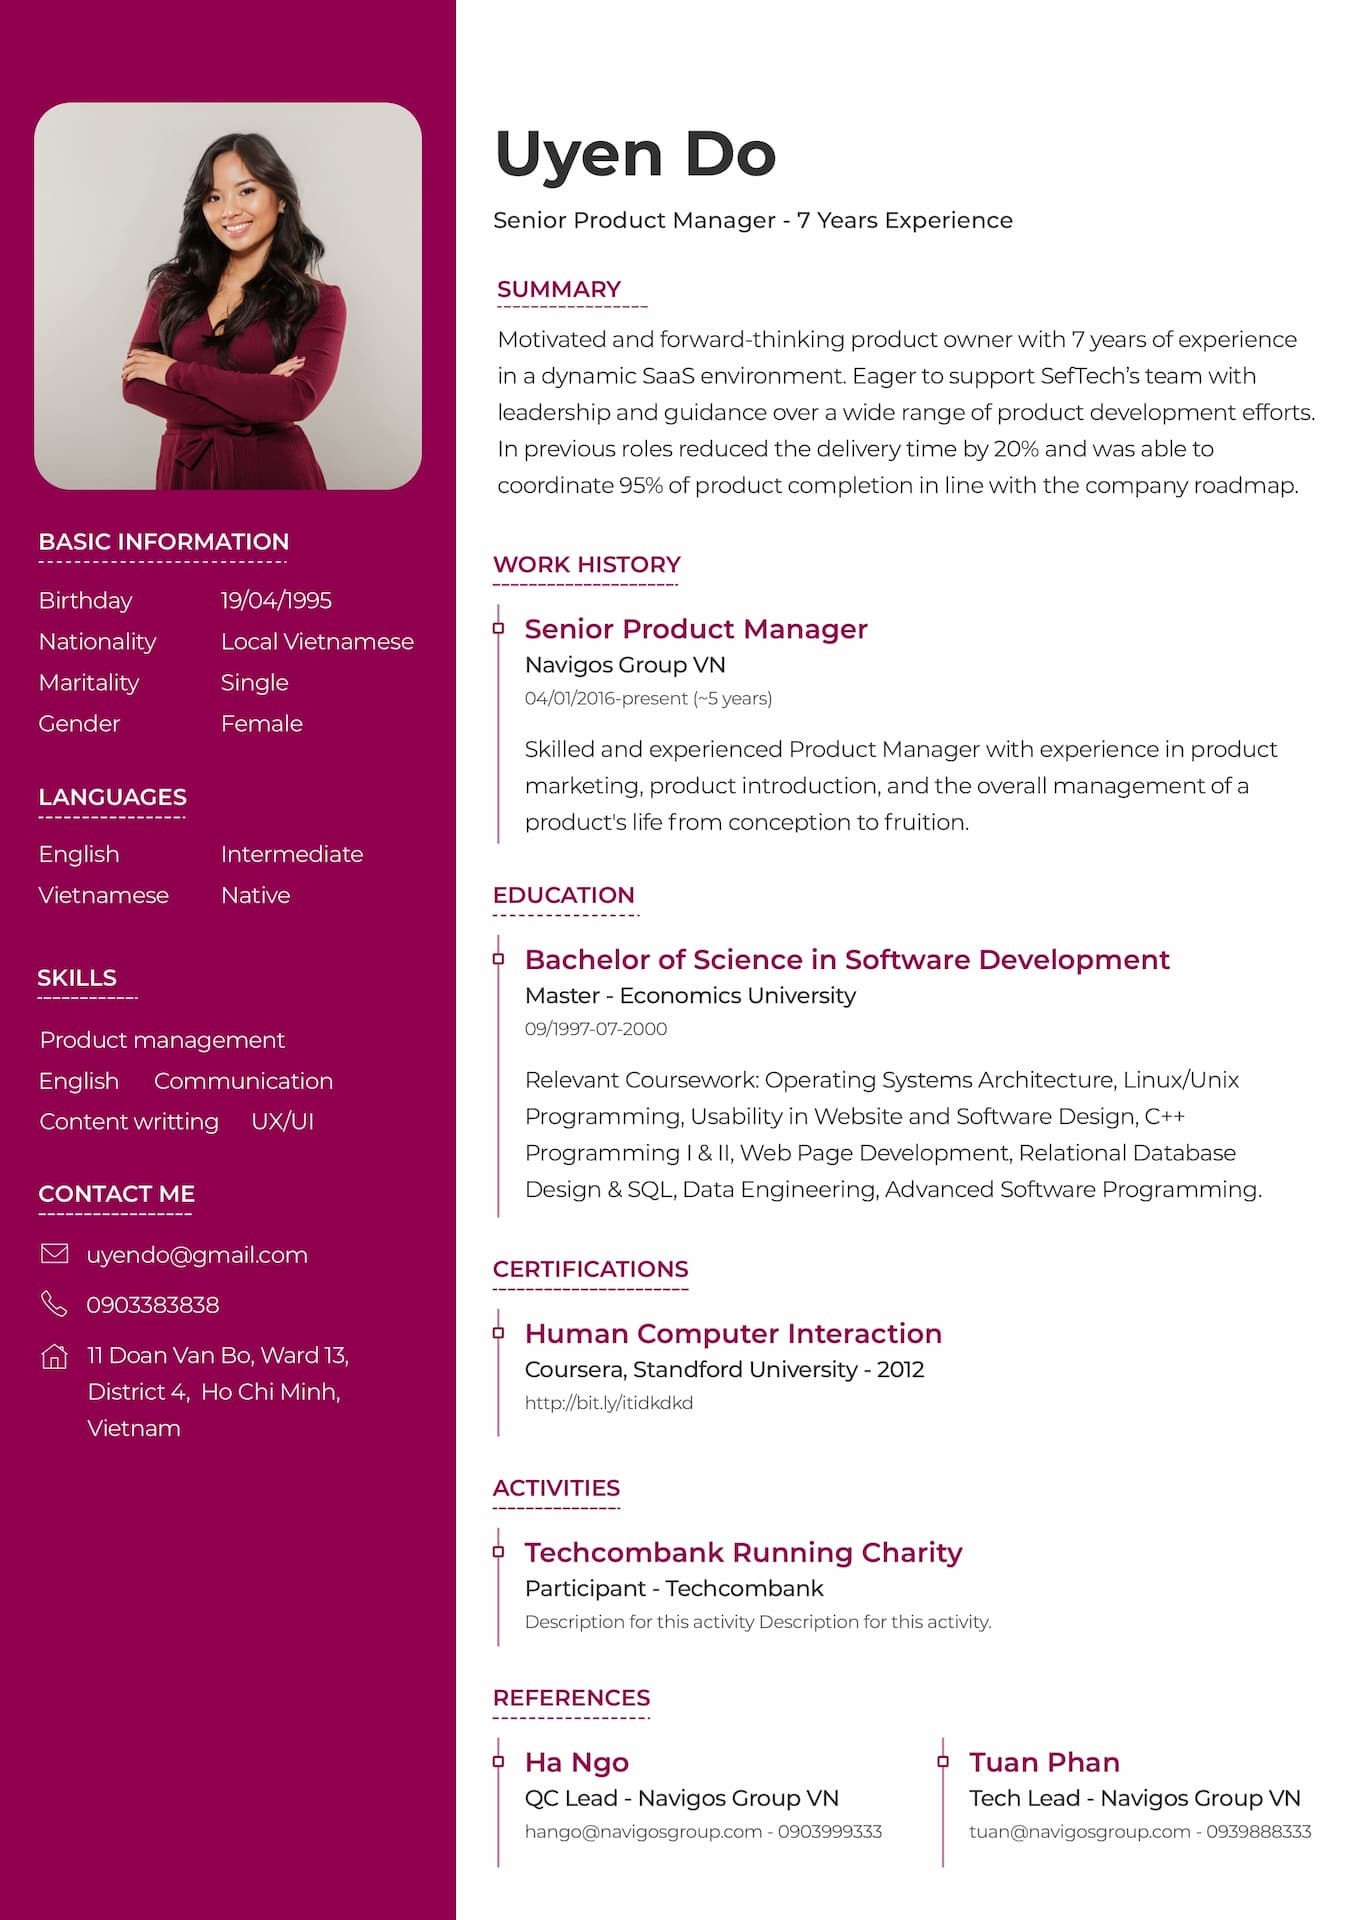 Uyen Do
Senior Product Manager - 7 Years Experience
SUMMARY
Motivated and forward-thinking product owner with 7 years of experience
in a dynamic SaaS environment. Eager to support SefTech's team with
leadership and guidance over a wide range of product development efforts.
In previous roles reduced the delivery time by 20% and was able to
coordinate 95% of product completion in line with the company roadmap.
WORK HISTORY
Senior Product Manager
Navigos Group VN
04/01/2016-present (~5 years)
Skilled and experienced Product Manager with experience in product
marketing, product introduction, and the overall management of a
product's life from conception to fruition.
EDUCATION
Bachelor of Science in Software Development
Master - Economics University
09/1997-07-2000
Relevant Coursework: Operating Systems Architecture, Linux/Unix
Programming, Usability in Website and Software Design, C++
Programming I & II, Web Page Development, Relational Database
Design & SQL, Data Engineering, Advanced Software Programming.
CERTIFICATIONS
Human Computer Interaction
Coursera, Standford University - 2012
http://bit.ly/itidkdkd
ACTIVITIES
Techcombank Running Charity
Participant - Techcombank
Description for this activity Description for this activity.
REFERENCES
Ha Ngo
QC Lead - Navigos Group VN
hango@navigosgroup.com - 0903999333
Tuan Phan
Tech Lead - Navigos Group VN
tuan@navigosgroup.com - 0939888333
BASIC INFORMATION
Birthday 19/04/1995
Nationality Local Vietnamese
Maritality Single
Gender Female
LANGUAGES
English Intermediate
Vietnamese Native
SKILLS
Product management
English Communication
Content writting UX/UI
CONTACT ME
uyendo@gmail.com
0903383838
11 Doan Van Bo, Ward 13,
District 4, Ho Chi Minh,
Vietnam